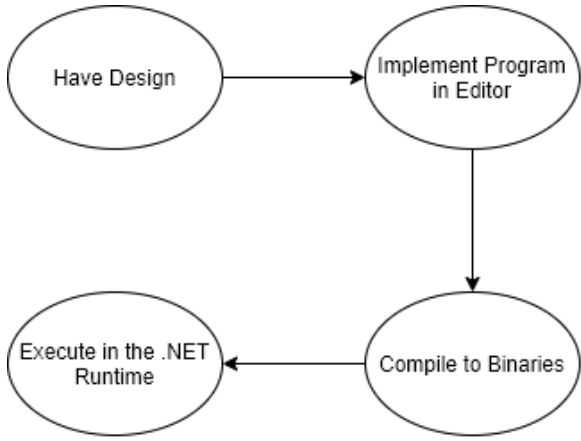 Have Design
Implement Program
in Editor
Execute in the .NET
Runtime
Compile to Binaries